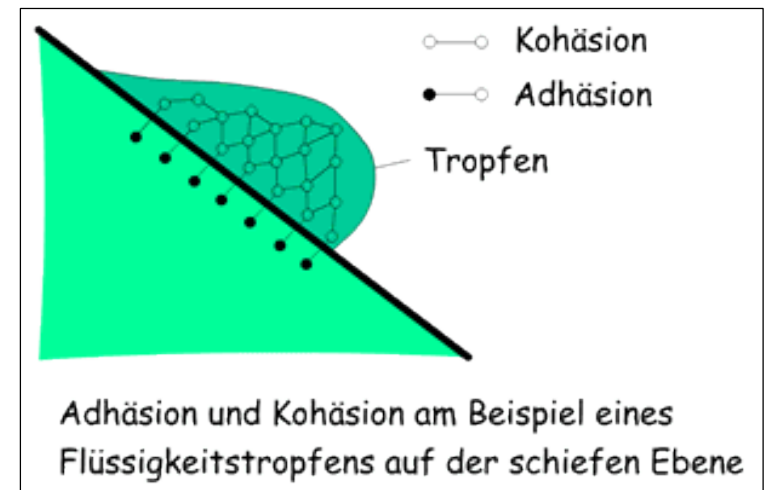 Kohäsion
Adhäsion
Tropfen
Adhäsion und Kohäsion am Beispiel eines
Flüssigkeitstropfens auf der schiefen Ebene